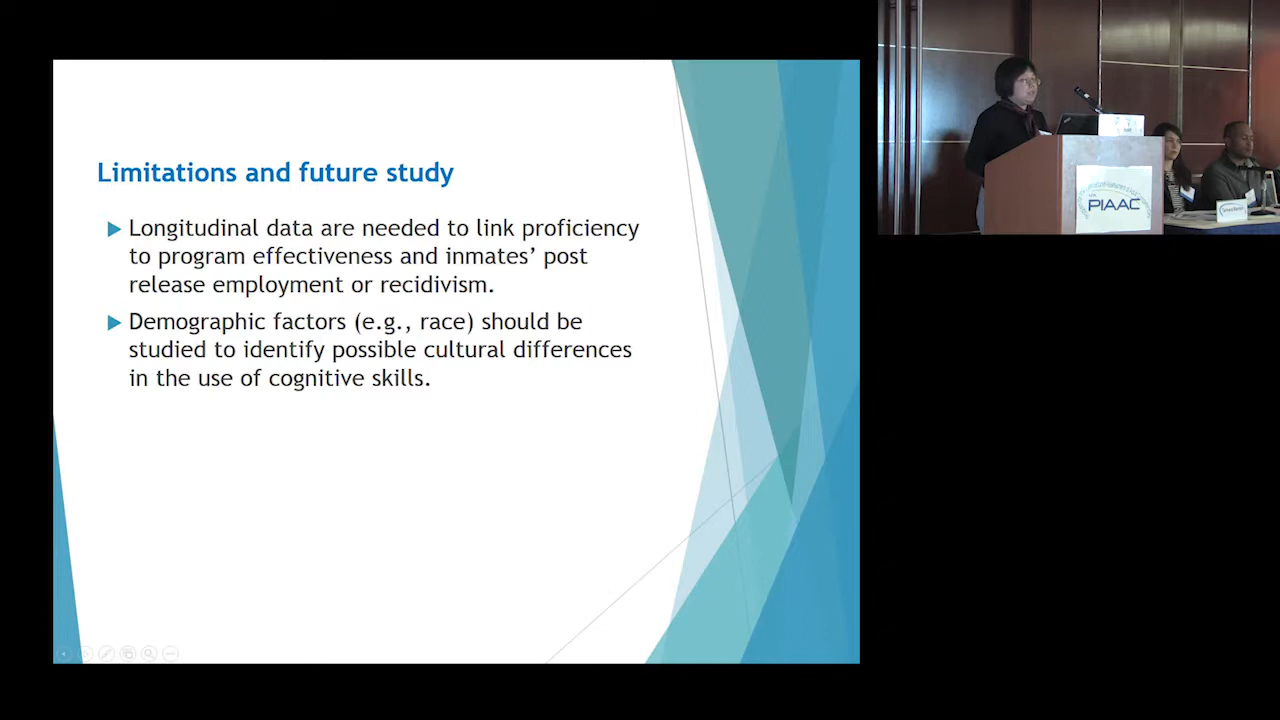 Limitations and future study
Longitudinal data are needed to link proficiency
to program effectiveness and inmates’ post
release employment or recidivism.
Demographic factors (e.g., race) should be
studied to identify possible cultural differences
in the use of cognitive skills.
PIAAC